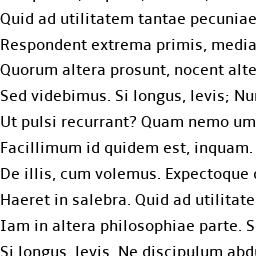 Quid ad utilitatem tantae pecuniae
Respondent extrema primis, media
Quorum altera prosunt, nocent alte
Sed videbimus. Si longus, levis; Nu
Ut pulsi recurrant? Quam nemo um
Facillimum id quidem est, inquam.
De illis, cum volemus. Expectoque
Haeret in salebra. Quid ad utilitate
Iam in altera philosophiae parte. S
Si longus, levis. Ne discipulum abd